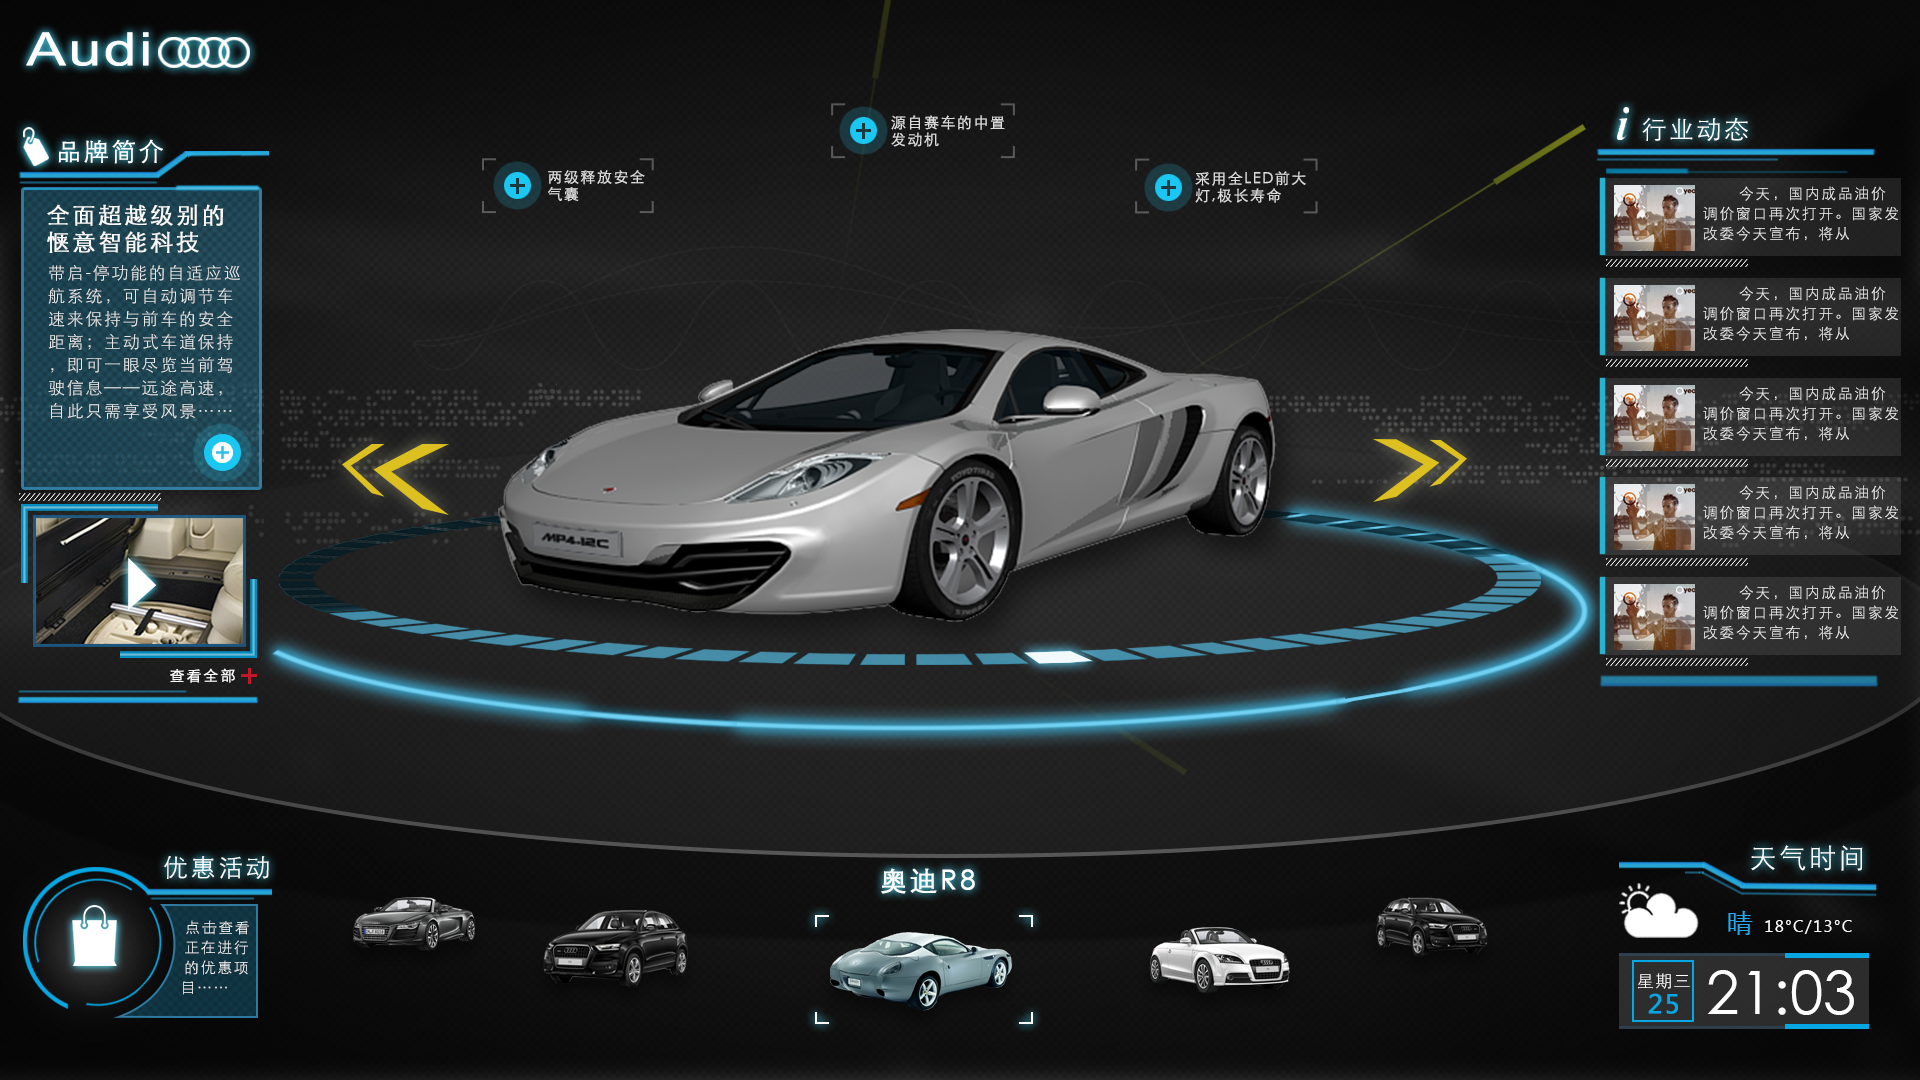 Audi
品牌简介
全面超越级别的
惬意智能科技
带启-停功能的自适应巡
航系统，可自动调节车
速来保持与前车的安全
距离；主动式车道保持
，即可一眼尽览当前驾
驶信息——远途高速，
自此只需享受风景……
查看全部
两级释放安全
气囊
源自赛车的中置
发动机
采用全LED前大
灯,极长寿命
MP4-12C
行业动态
今天，国内成品油价
调价窗口再次打开。国家发
改委今天宣布，将从
今天，国内成品油价
调价窗口再次打开。国家发
改委今天宣布，将从
今天，国内成品油价
调价窗口再次打开。国家发
改委今天宣布，将从
今天，国内成品油价
调价窗口再次打开。国家发
改委今天宣布，将从
今天，国内成品油价
调价窗口再次打开。国家发
改委今天宣布，将从
优惠活动
点击查看
正在进行
的优惠项
目……
奥迪R8
天气时间
晴 18°C/13°C
星期三
25
21:03